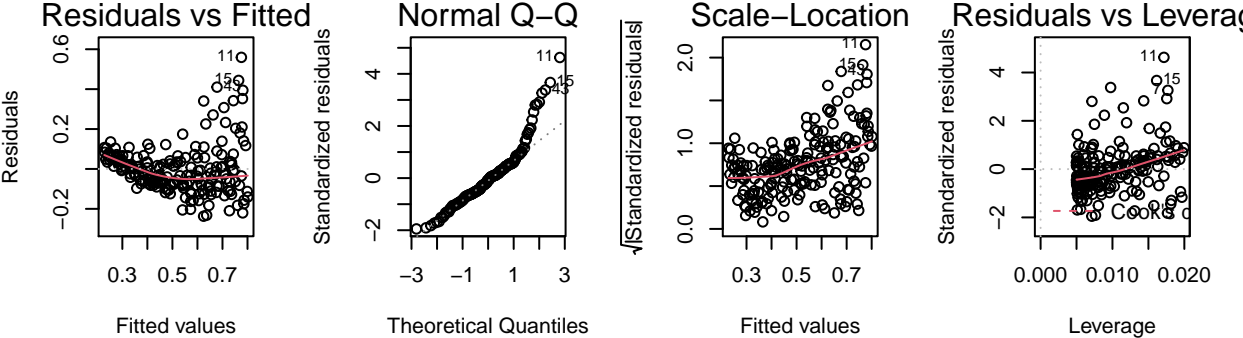 Residuals vs Fitted
Residuals
0.6
0.2
−0.2
11
15
43
0.3 0.5 0.7
Fitted values
Normal Q−Q
Standardized residuals
4
2
0
−2
11
15
43
−3 −1 1 3
Theoretical Quantiles
Scale−Location
√|Standardized residuals|
2.0
1.0
0.0
11
15
43
0.3 0.5 0.7
Fitted values
Residuals vs Leverag
Standardized residuals
4
2
0
−2
11
15
7
Cook's d
0.000 0.010 0.020
Leverage